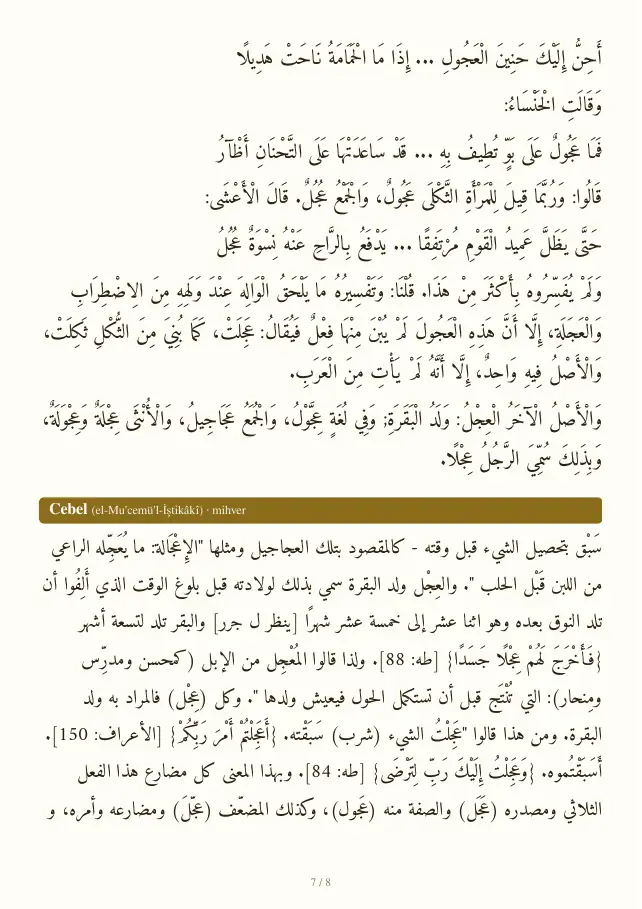 أَحِنُّ إِلَيْكَ حَنِينَ الْعَجُولِ ... إِذَا مَا الْحَمَامَةُ نَاحَتْ هَدِيلًا
وَقَالَتِ الْخَنْسَاءُ:
فَمَا عَجُولٌ عَلَى بَوٍّ تُطِيفُ بِهِ ... قَدْ سَاعَدَتْهَا عَلَى التَّحْنَانِ أَظْآرُ
قَالُوا: وَرُبَّمَا قِيلَ لِلْمَرْأَةِ الثَّكْلَى عَجُولٌ، وَالْجَمْعُ عُجُلٌ. قَالَ الْأَعْشَى:
حَتَّى يَظَلَّ عَمِيدُ الْقَوْمِ مُرْتَفِقًا ... يَدْفَعُ بِالرَّاحِ عَنْهُ نِسْوَةٌ عُجُلُ
وَلَمْ يُفَسِّرُوهُ بِأَكْثَرَ مِنْ هَذَا. قُلْنَا: وَتَفْسِيرُهُ مَا يَلْحَقُ الْوَالِهَ عِنْدَ وَلَهِهِ مِنَ الِاضْطِرَابِ
وَالْعَجَلَةِ، إِلَّا أَنَّ هَذِهِ الْعَجُولَ لَمْ يُبْنَ مِنْهَا فِعْلٌ فَيُقَالُ: عَجِلَتْ، كَمَا بُنِيَ مِنَ الثُّكْلِ ثَكِلَتْ،
وَالْأَصْلُ فِيهِ وَاحِدٌ، إِلَّا أَنَّهُ لَمْ يَأْتِ مِنَ الْعَرَبِ.
وَالْأَصْلُ الْآخَرُ الْعِجْلُ: وَلَدُ الْبَقَرَةِ; وَفِي لُغَةٍ عِجَّوْلٌ، وَالْجَمْعُ عَجَاجِيلُ، وَالْأُنْثَى عِجْلَةٌ وَعِجَّوْلَةٌ،
وَبِذَلِكَ سُمِّيَ الرَّجُلُ عِجْلًا.
Cebel (el-Mu'cemü'l-İştikâkî) · mihver
سَبْق بتحصيل الشيء قبل وقته - كالمقصود بتلك العجاجيل ومثلها "الإِعْجَالة: ما يُعَجِّله الراعي
من اللبن قَبْل الحلب ". والعِجْل ولد البقرة سمي بذلك لولادته قبل بلوغ الوقت الذي أَلِفُوا أن
تلد النوق بعده وهو اثنا عشر إلى خمسة عشر شهرًا [ينظر ل جرر] والبقر تلد لتسعة أشهر
{فَأَخْرَجَ لَهُمْ عِجْلًا جَسَدًا} [طه: 88]. ولذا قالوا المُعْجِل من الإبل (كمحسن ومدرِّس
ومِنحار): التي تُنْتَج قبل أن تستكمل الحول فيعيش ولدها ". وكل (عِجْل) فالمراد به ولد
البقرة. ومن هذا قالوا "عَجِلْتُ الشيء (شرب) سَبَقْته. {أَعَجِلْتُمْ أَمْرَ رَبِّكُمْ} [الأعراف: 150].
أَسَبَقْتُموه. {وَعَجِلْتُ إِلَيْكَ رَبِّ لِتَرْضَى} [طه: 84]. وبهذا المعنى كل مضارع هذا الفعل
الثلاثي ومصدره (عَجَل) والصفة منه (عَجول)، وكذلك المضعّف (عجّلَ) ومضارعه وأمره، و
7 / 8